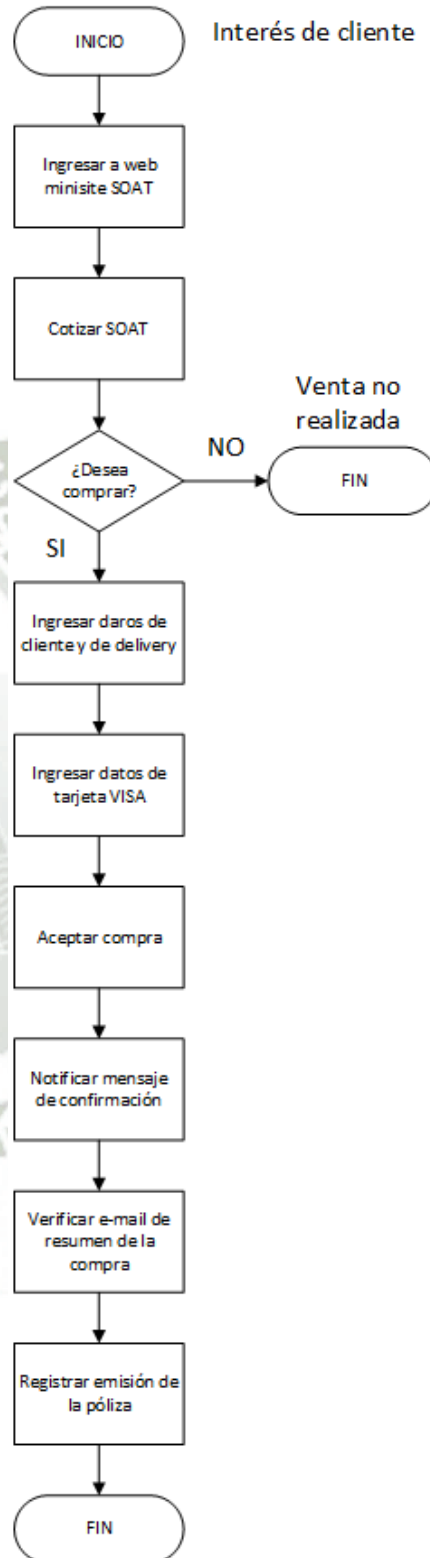 INICIO
Interés de cliente
Ingresar a web
minisite SOAT
Cotizar SOAT
¿Desea
comprar?
NO
Venta no
realizada
FIN
SI
Ingresar daros de
cliente y de delivery
Ingresar datos de
tarjeta VISA
Aceptar compra
Notificar mensaje
de confirmación
Verificar e-mail de
resumen de la
compra
Registrar emisión de
la póliza
FIN